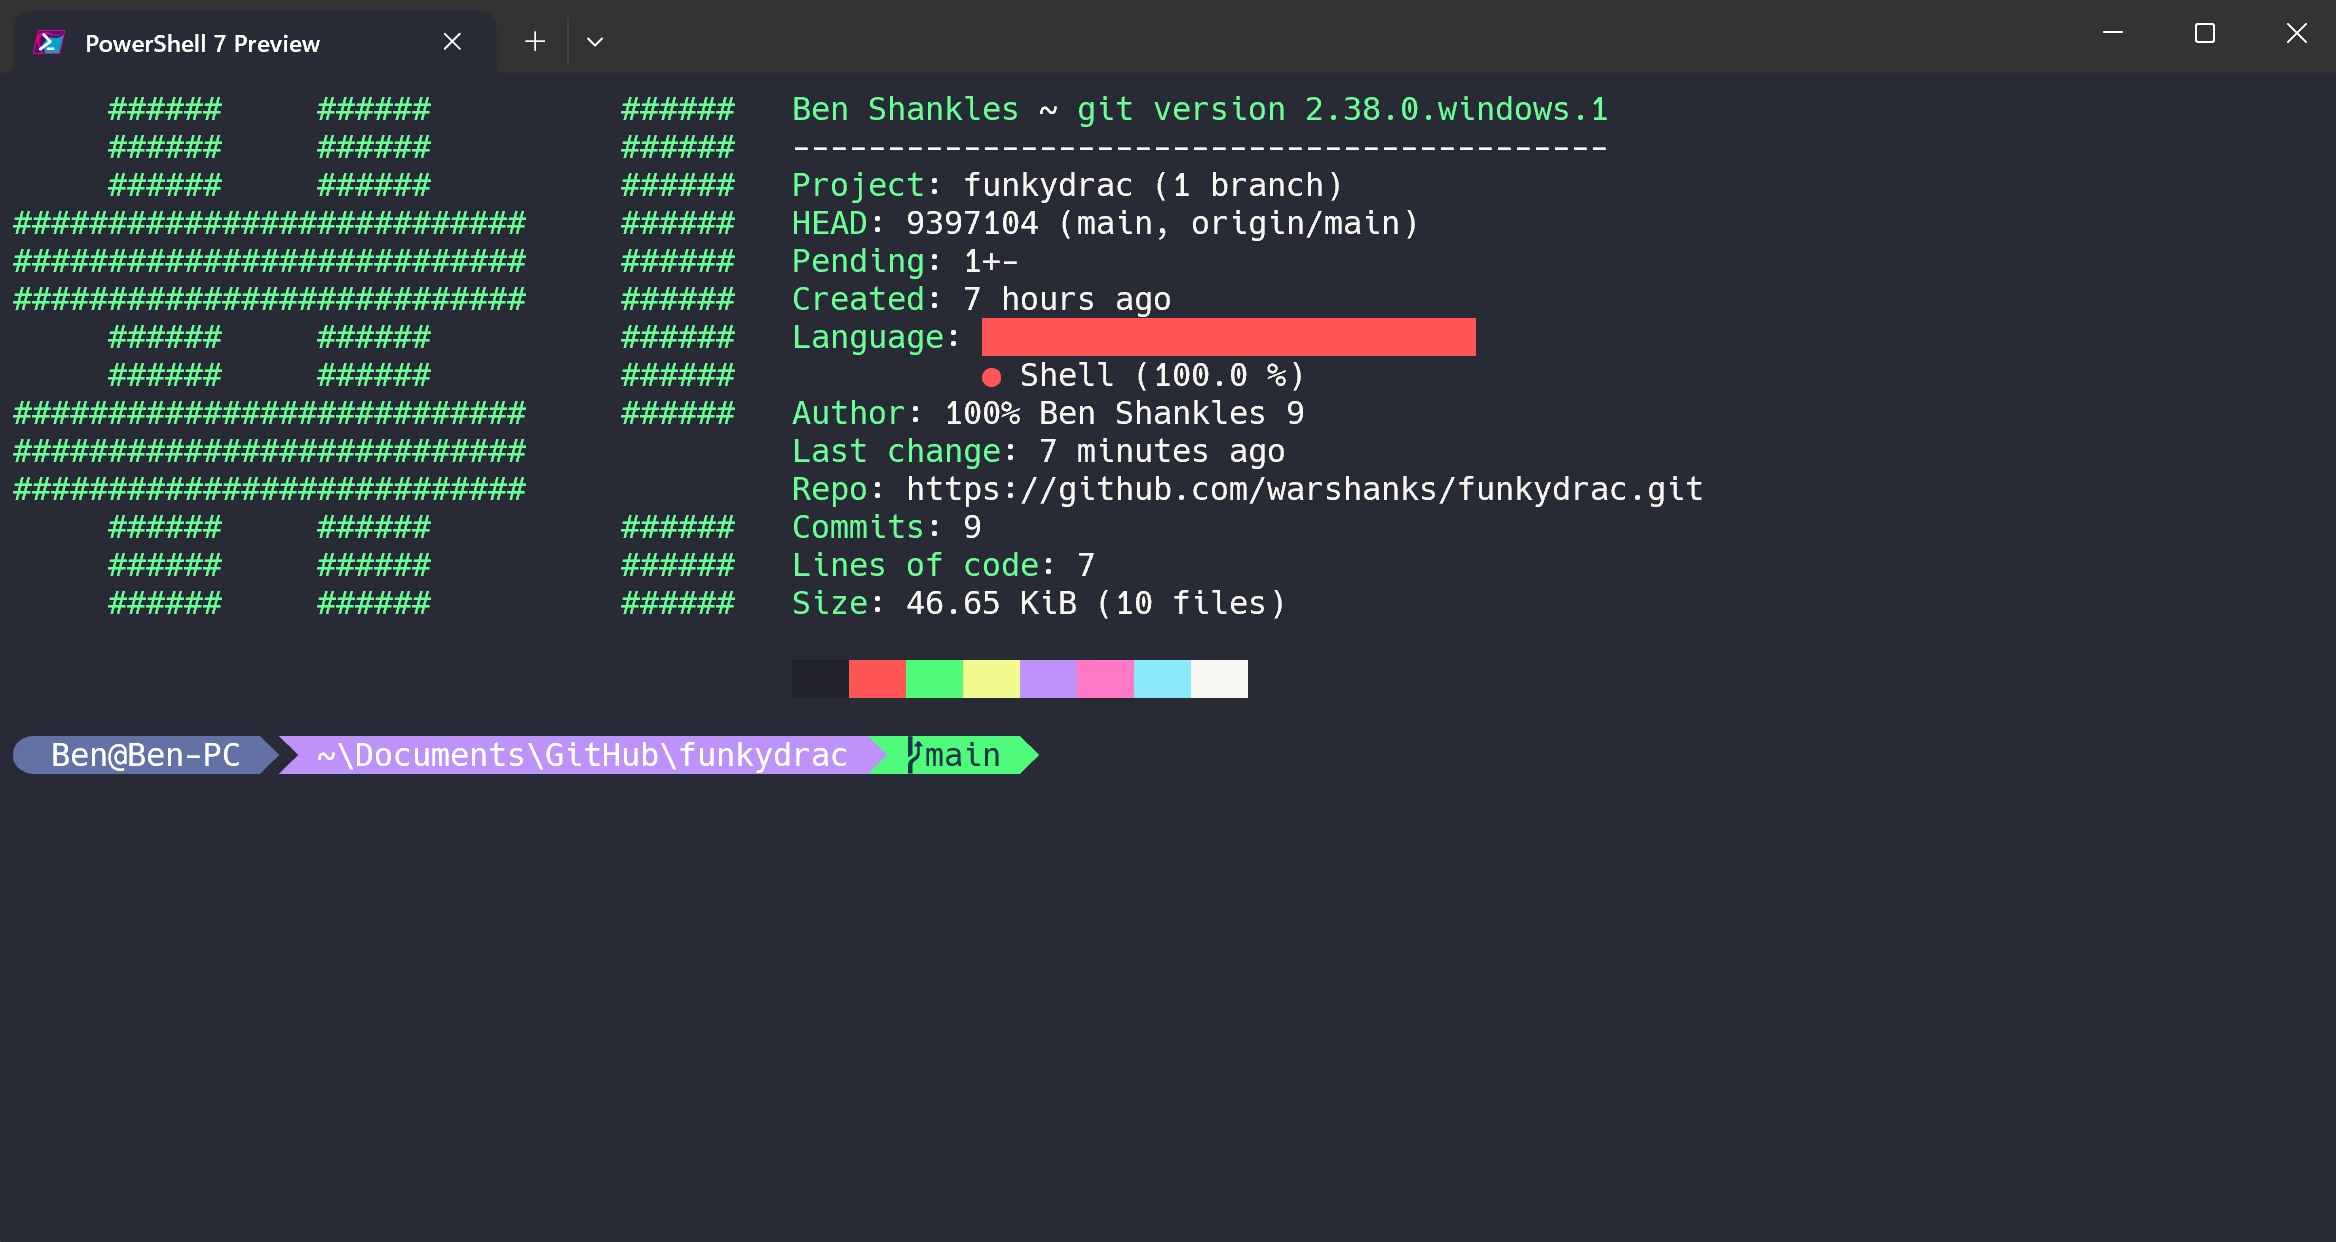 PowerShell 7 Preview
###### ###### ###### Ben Shankles ~ git version 2.38.0.windows.1
###### ###### ###### -------------------------------------------
###### ###### ###### Project: funkydrac (1 branch)
########################### ###### HEAD: 9397104 (main, origin/main)
########################### ###### Pending: 1+-
########################### ###### Created: 7 hours ago
###### ###### ###### Language:
###### ###### ###### ● Shell (100.0 %)
########################### ###### Author: 100% Ben Shankles 9
########################### Last change: 7 minutes ago
########################### Repo: https://github.com/warshanks/funkydrac.git
###### ###### ###### Commits: 9
###### ###### ###### Lines of code: 7
###### ###### ###### Size: 46.65 KiB (10 files)
Ben@Ben-PC ~\Documents\GitHub\funkydrac main